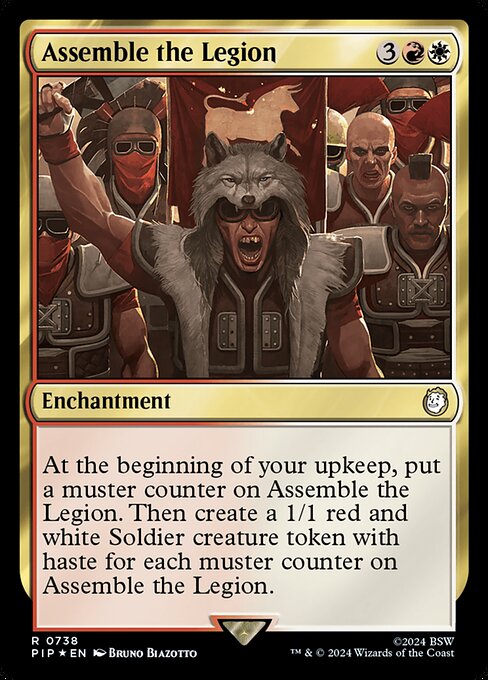 Assemble the Legion 3
Enchantment
At the beginning of your upkeep, put
a muster counter on Assemble the
Legion. Then create a 1/1 red and
white Soldier creature token with
haste for each muster counter on
Assemble the Legion.
R 0738
PIP★EN Bruno Biazotto
©2024 BSW
™ & © 2024 Wizards of the Coast